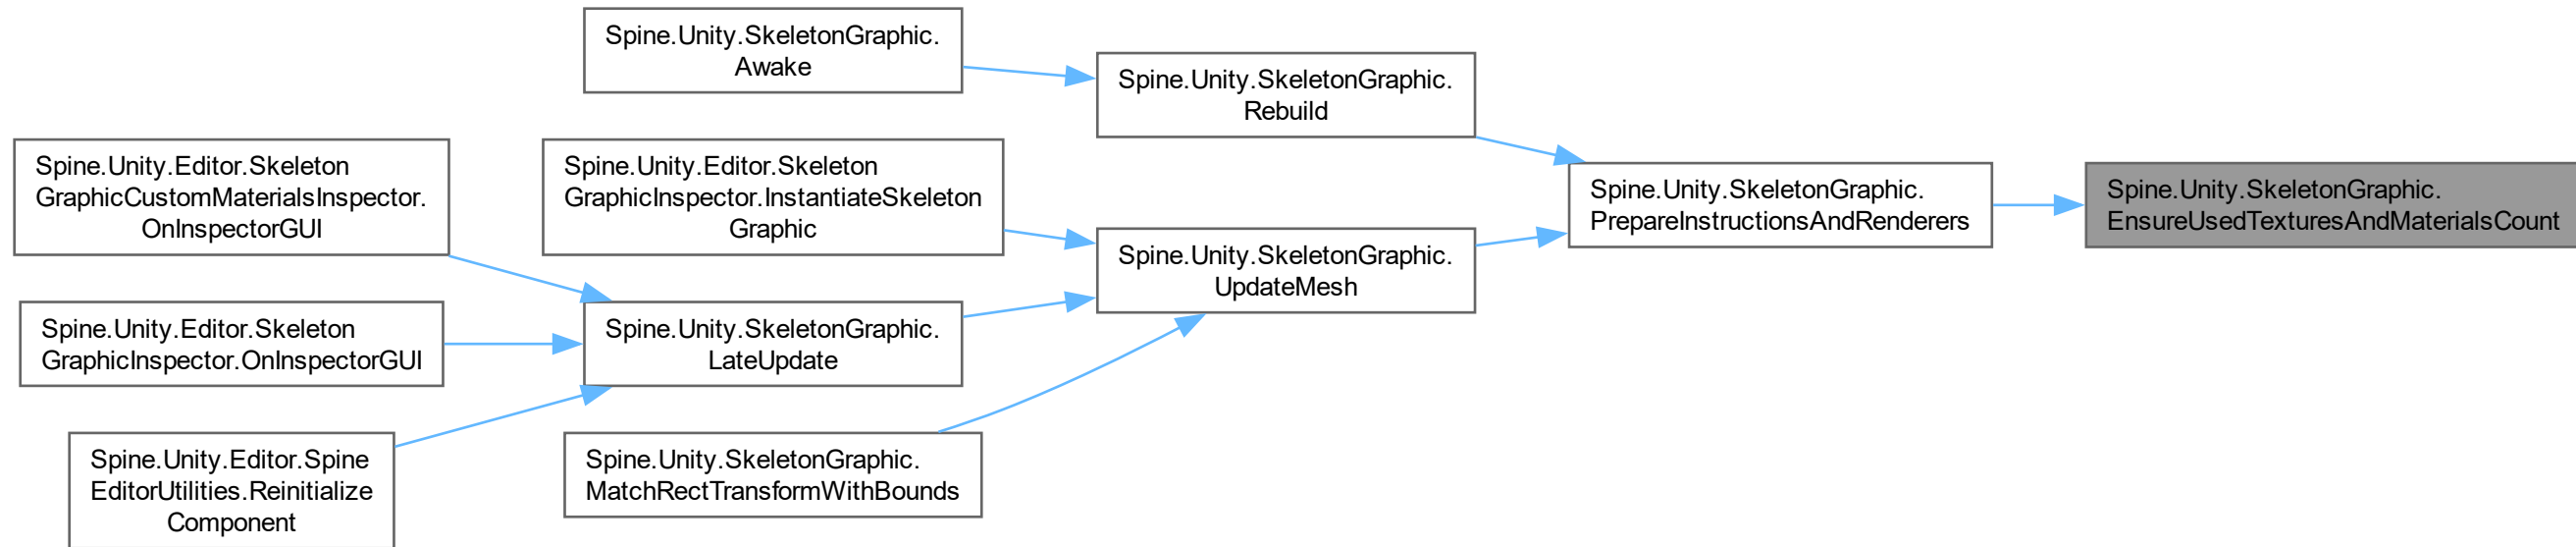 Spine.Unity.SkeletonGraphic.
Awake
Spine.Unity.SkeletonGraphic.
Rebuild
Spine.Unity.Editor.Skeleton
GraphicCustomMaterialsInspector.
OnInspectorGUI
Spine.Unity.Editor.Skeleton
GraphicInspector.InstantiateSkeleton
Graphic
Spine.Unity.SkeletonGraphic.
PrepareInstructionsAndRenderers
Spine.Unity.SkeletonGraphic.
EnsureUsedTexturesAndMaterialsCount
Spine.Unity.SkeletonGraphic.
UpdateMesh
Spine.Unity.Editor.Skeleton
GraphicInspector.OnInspectorGUI
Spine.Unity.SkeletonGraphic.
LateUpdate
Spine.Unity.Editor.Spine
EditorUtilities.Reinitialize
Component
Spine.Unity.SkeletonGraphic.
MatchRectTransformWithBounds